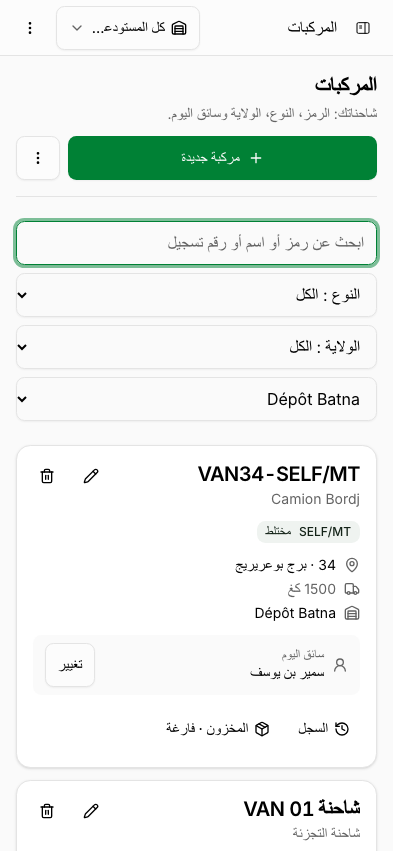 المركبات
كل المستودعـ...
المركبات
شاحناتك: الرمز، النوع، الولاية وسائق اليوم.
مركبة جديدة
ابحث عن رمز أو اسم أو رقم تسجيل
النوع : الكل
الولاية : الكل
Dépôt Batna
VAN34-SELF/MT
Camion Bordj
SELF/MT مختلط
34 · برج بوعريريج
1500 كغ
Dépôt Batna
سائق اليوم
سمير بن يوسف
تغيير
السجل
المخزون · فارغة
شاحنة VAN 01
شاحنة التجزئة